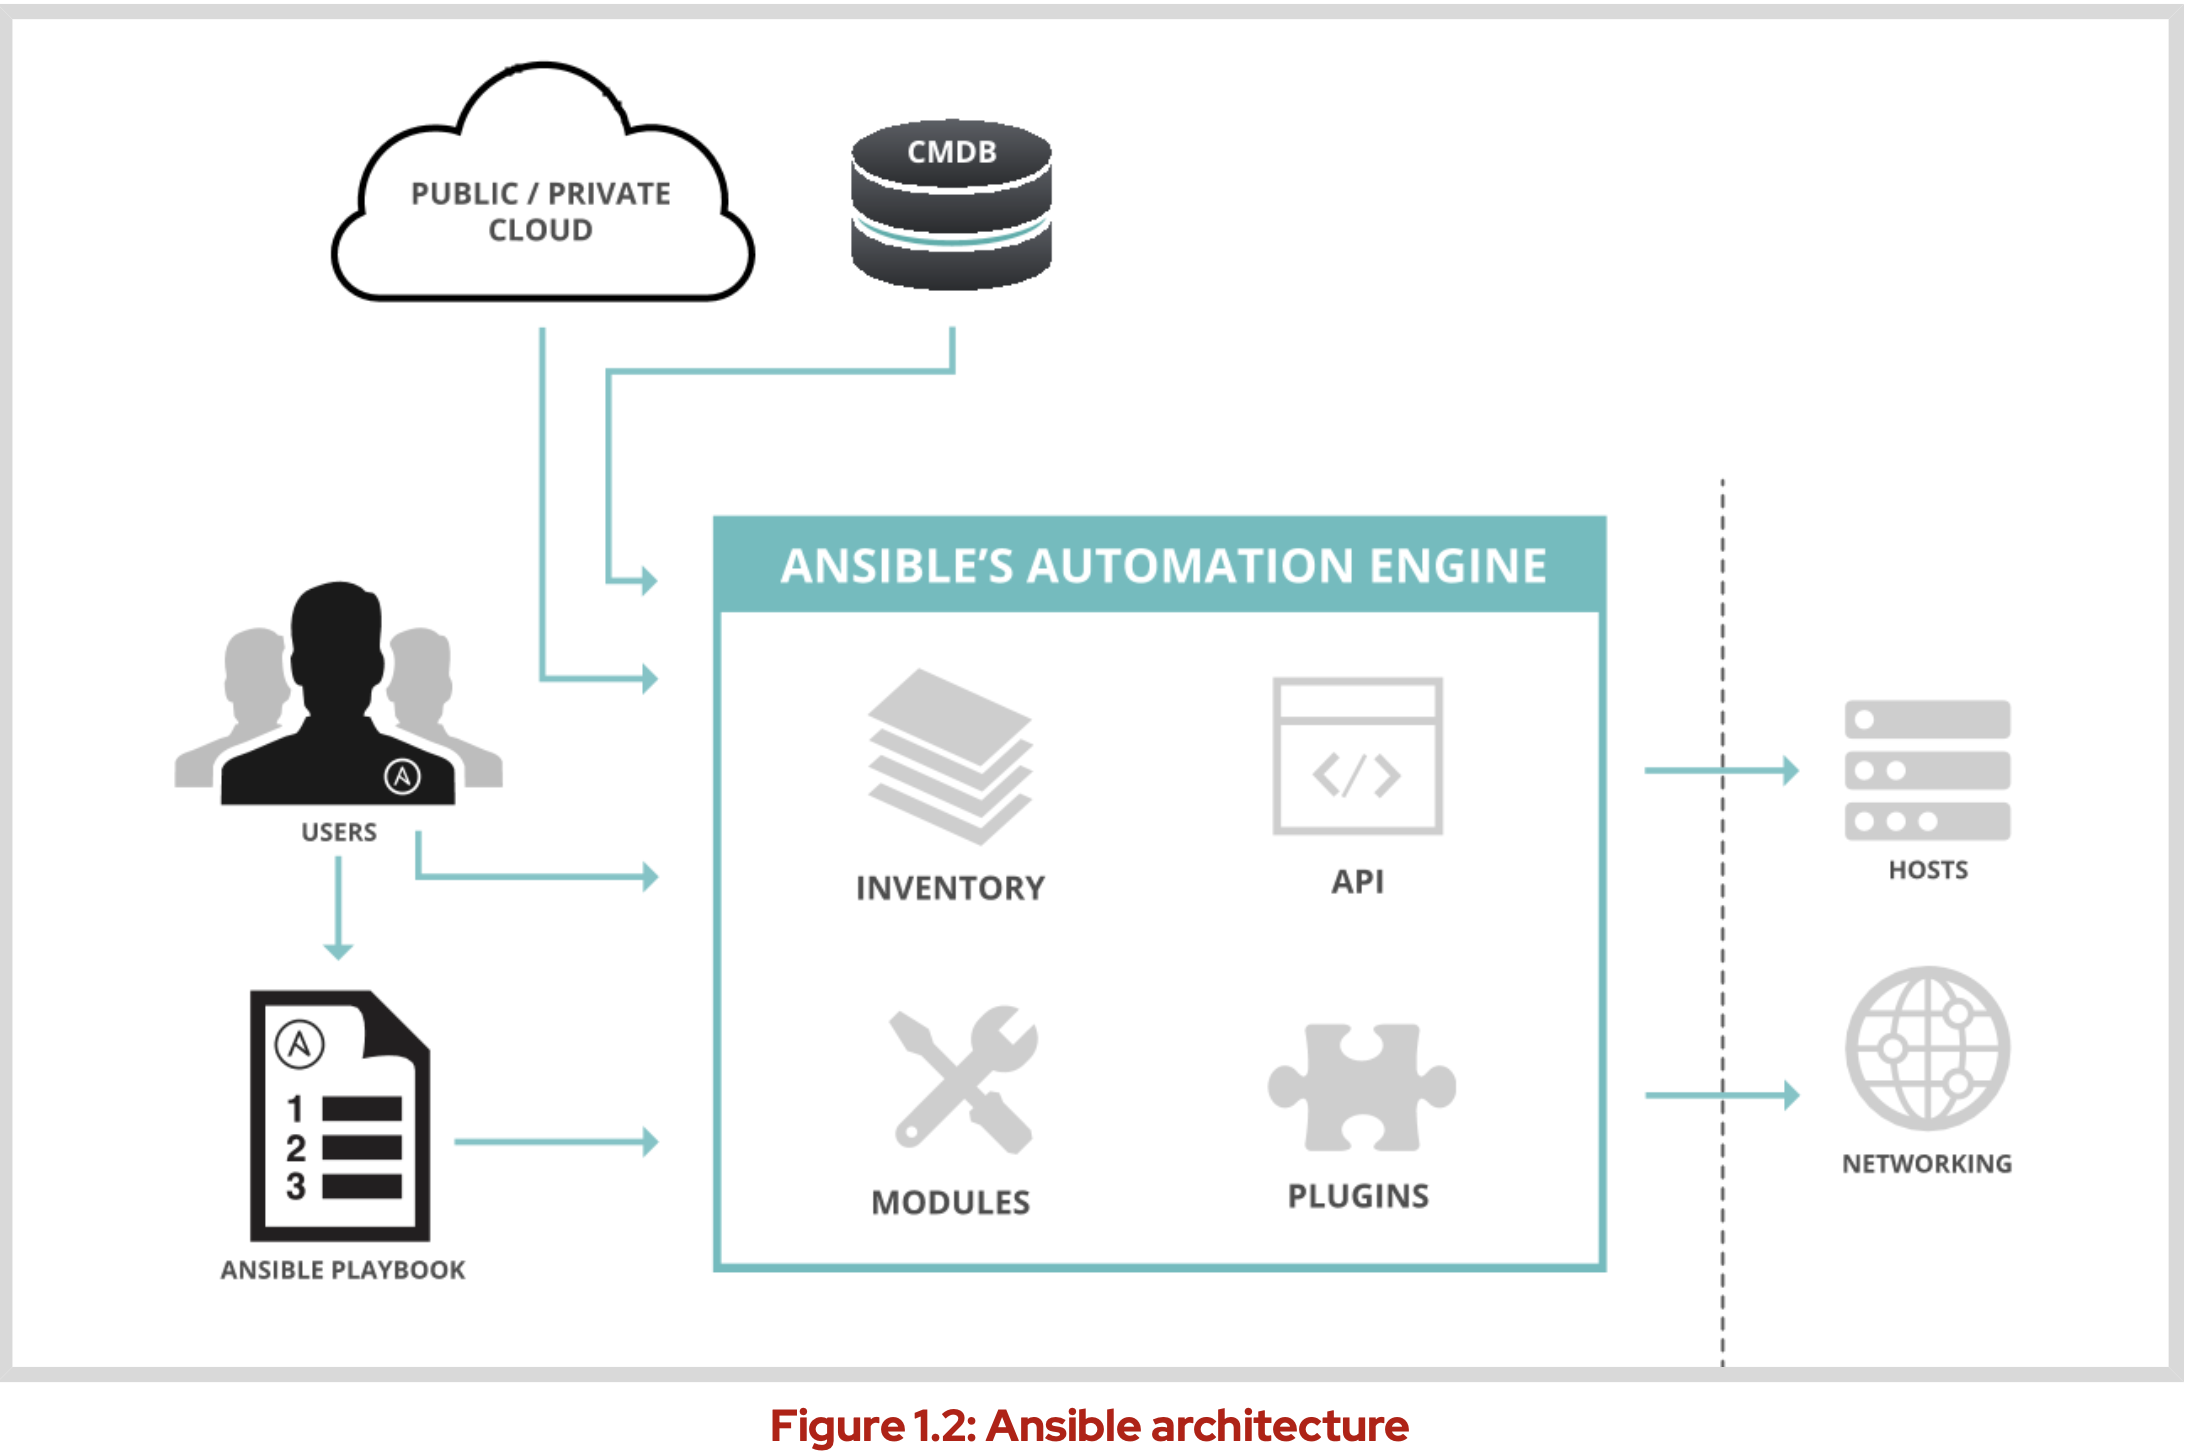 PUBLIC / PRIVATE
CLOUD
CMDB
ANSIBLE’S AUTOMATION ENGINE
USERS
INVENTORY
API
HOSTS
1
2
3
MODULES
PLUGINS
NETWORKING
ANSIBLE PLAYBOOK
Figure 1.2: Ansible architecture